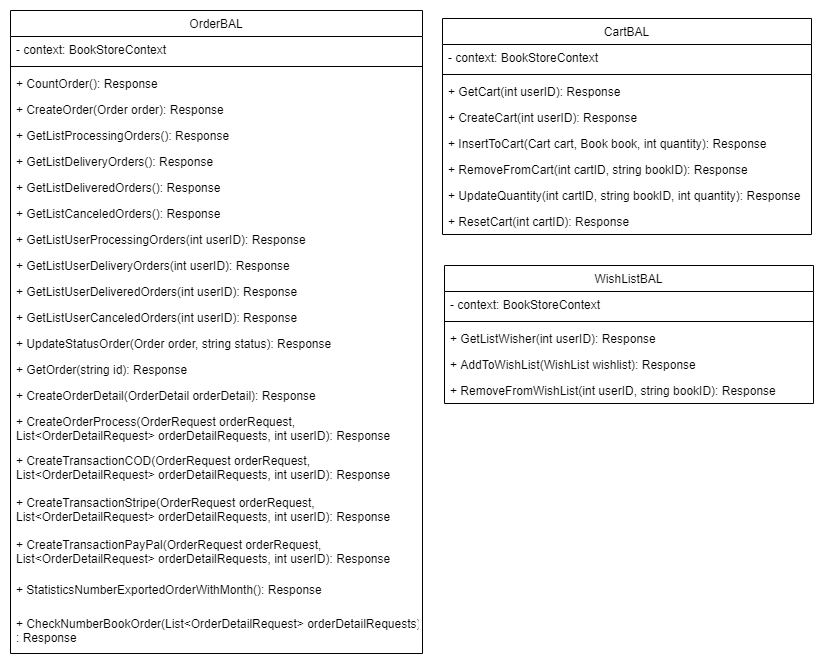 OrderBAL
- context: BookStoreContext
+ CountOrder(): Response
+ CreateOrder(Order order): Response
+ GetListProcessingOrders(): Response
+ GetListDeliveryOrders(): Response
+ GetListDeliveredOrders(): Response
+ GetListCanceledOrders(): Response
+ GetListUserProcessingOrders(int userID): Response
+ GetListUserDeliveryOrders(int userID): Response
+ GetListUserDeliveredOrders(int userID): Response
+ GetListUserCanceledOrders(int userID): Response
+ UpdateStatusOrder(Order order, string status): Response
+ GetOrder(string id): Response
+ CreateOrderDetail(OrderDetail orderDetail): Response
+ CreateOrderProcess(OrderRequest orderRequest,
List<OrderDetailRequest> orderDetailRequests, int userID): Response
+ CreateTransactionCOD(OrderRequest orderRequest,
List<OrderDetailRequest> orderDetailRequests, int userID): Response
+ CreateTransactionStripe(OrderRequest orderRequest,
List<OrderDetailRequest> orderDetailRequests, int userID): Response
+ CreateTransactionPayPal(OrderRequest orderRequest,
List<OrderDetailRequest> orderDetailRequests, int userID): Response
+ StatisticsNumberExportedOrderWithMonth(): Response
+ CheckNumberBookOrder(List<OrderDetailRequest> orderDetailRequests)
: Response
CartBAL
- context: BookStoreContext
+ GetCart(int userID): Response
+ CreateCart(int userID): Response
+ InsertToCart(Cart cart, Book book, int quantity): Response
+ RemoveFromCart(int cartID, string bookID): Response
+ UpdateQuantity(int cartID, string bookID, int quantity): Response
+ ResetCart(int cartID): Response
WishListBAL
- context: BookStoreContext
+ GetListWisher(int userID): Response
+ AddToWishList(WishList wishlist): Response
+ RemoveFromWishList(int userID, string bookID): Response